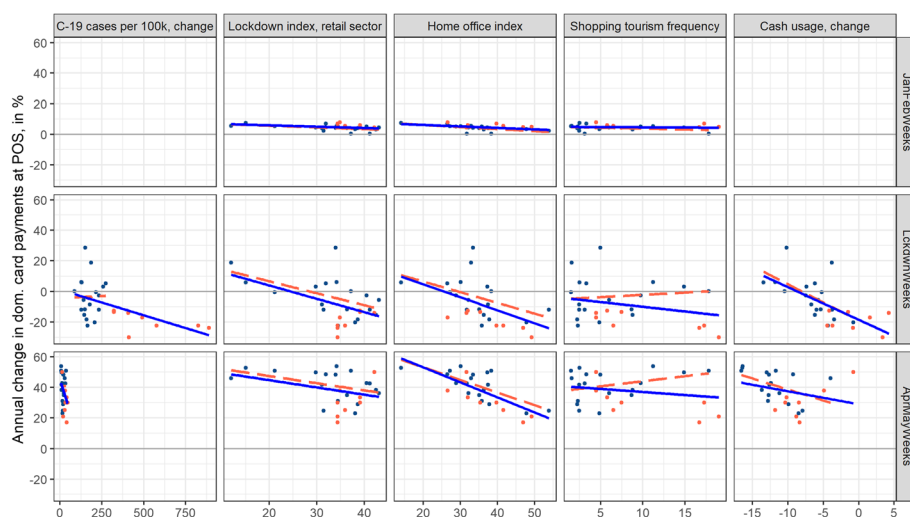 C-19 cases per 100k, change Lockdown index, retail sector Home office index Shopping tourism frequency Cash usage, change
Annual change in dom. card payments at POS, in %
60
40
20
0
-20
JanFebWeeks
60
40
20
0
-20
LckdwnWeeks
60
40
20
0
-20
AprMayWeeks
0 250 500 750 20 30 40 20 30 40 50 5 10 15 -15 -10 -5 0 5